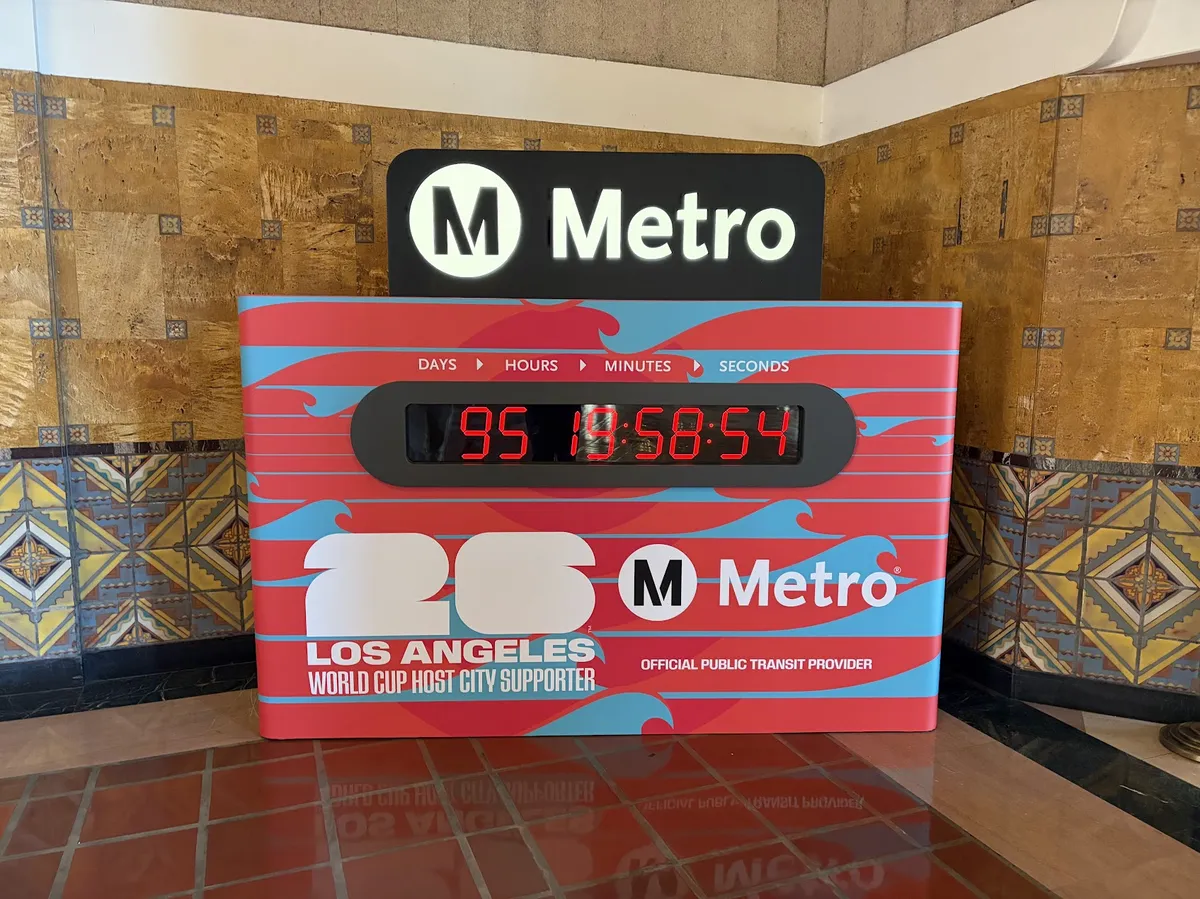 M Metro
DAYS HOURS MINUTES SECONDS
95 19:58:54
26
LOS ANGELES
WORLD CUP HOST CITY SUPPORTER
M Metro®
OFFICIAL PUBLIC TRANSIT PROVIDER